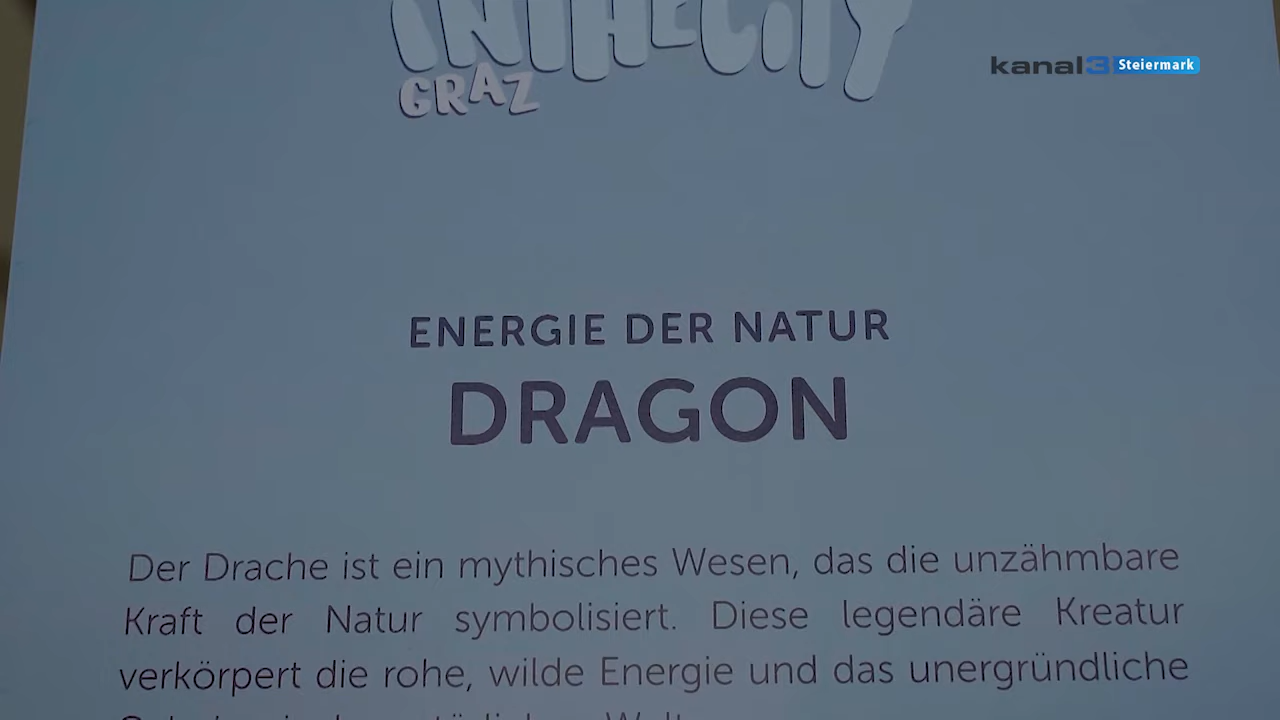 INTHECITY
GRAZ
kanal3 Steiermark
ENERGIE DER NATUR
DRAGON
Der Drache ist ein mythisches Wesen, das die unzähmbare
Kraft der Natur symbolisiert. Diese legendäre Kreatur
verkörpert die rohe, wilde Energie und das unergründliche